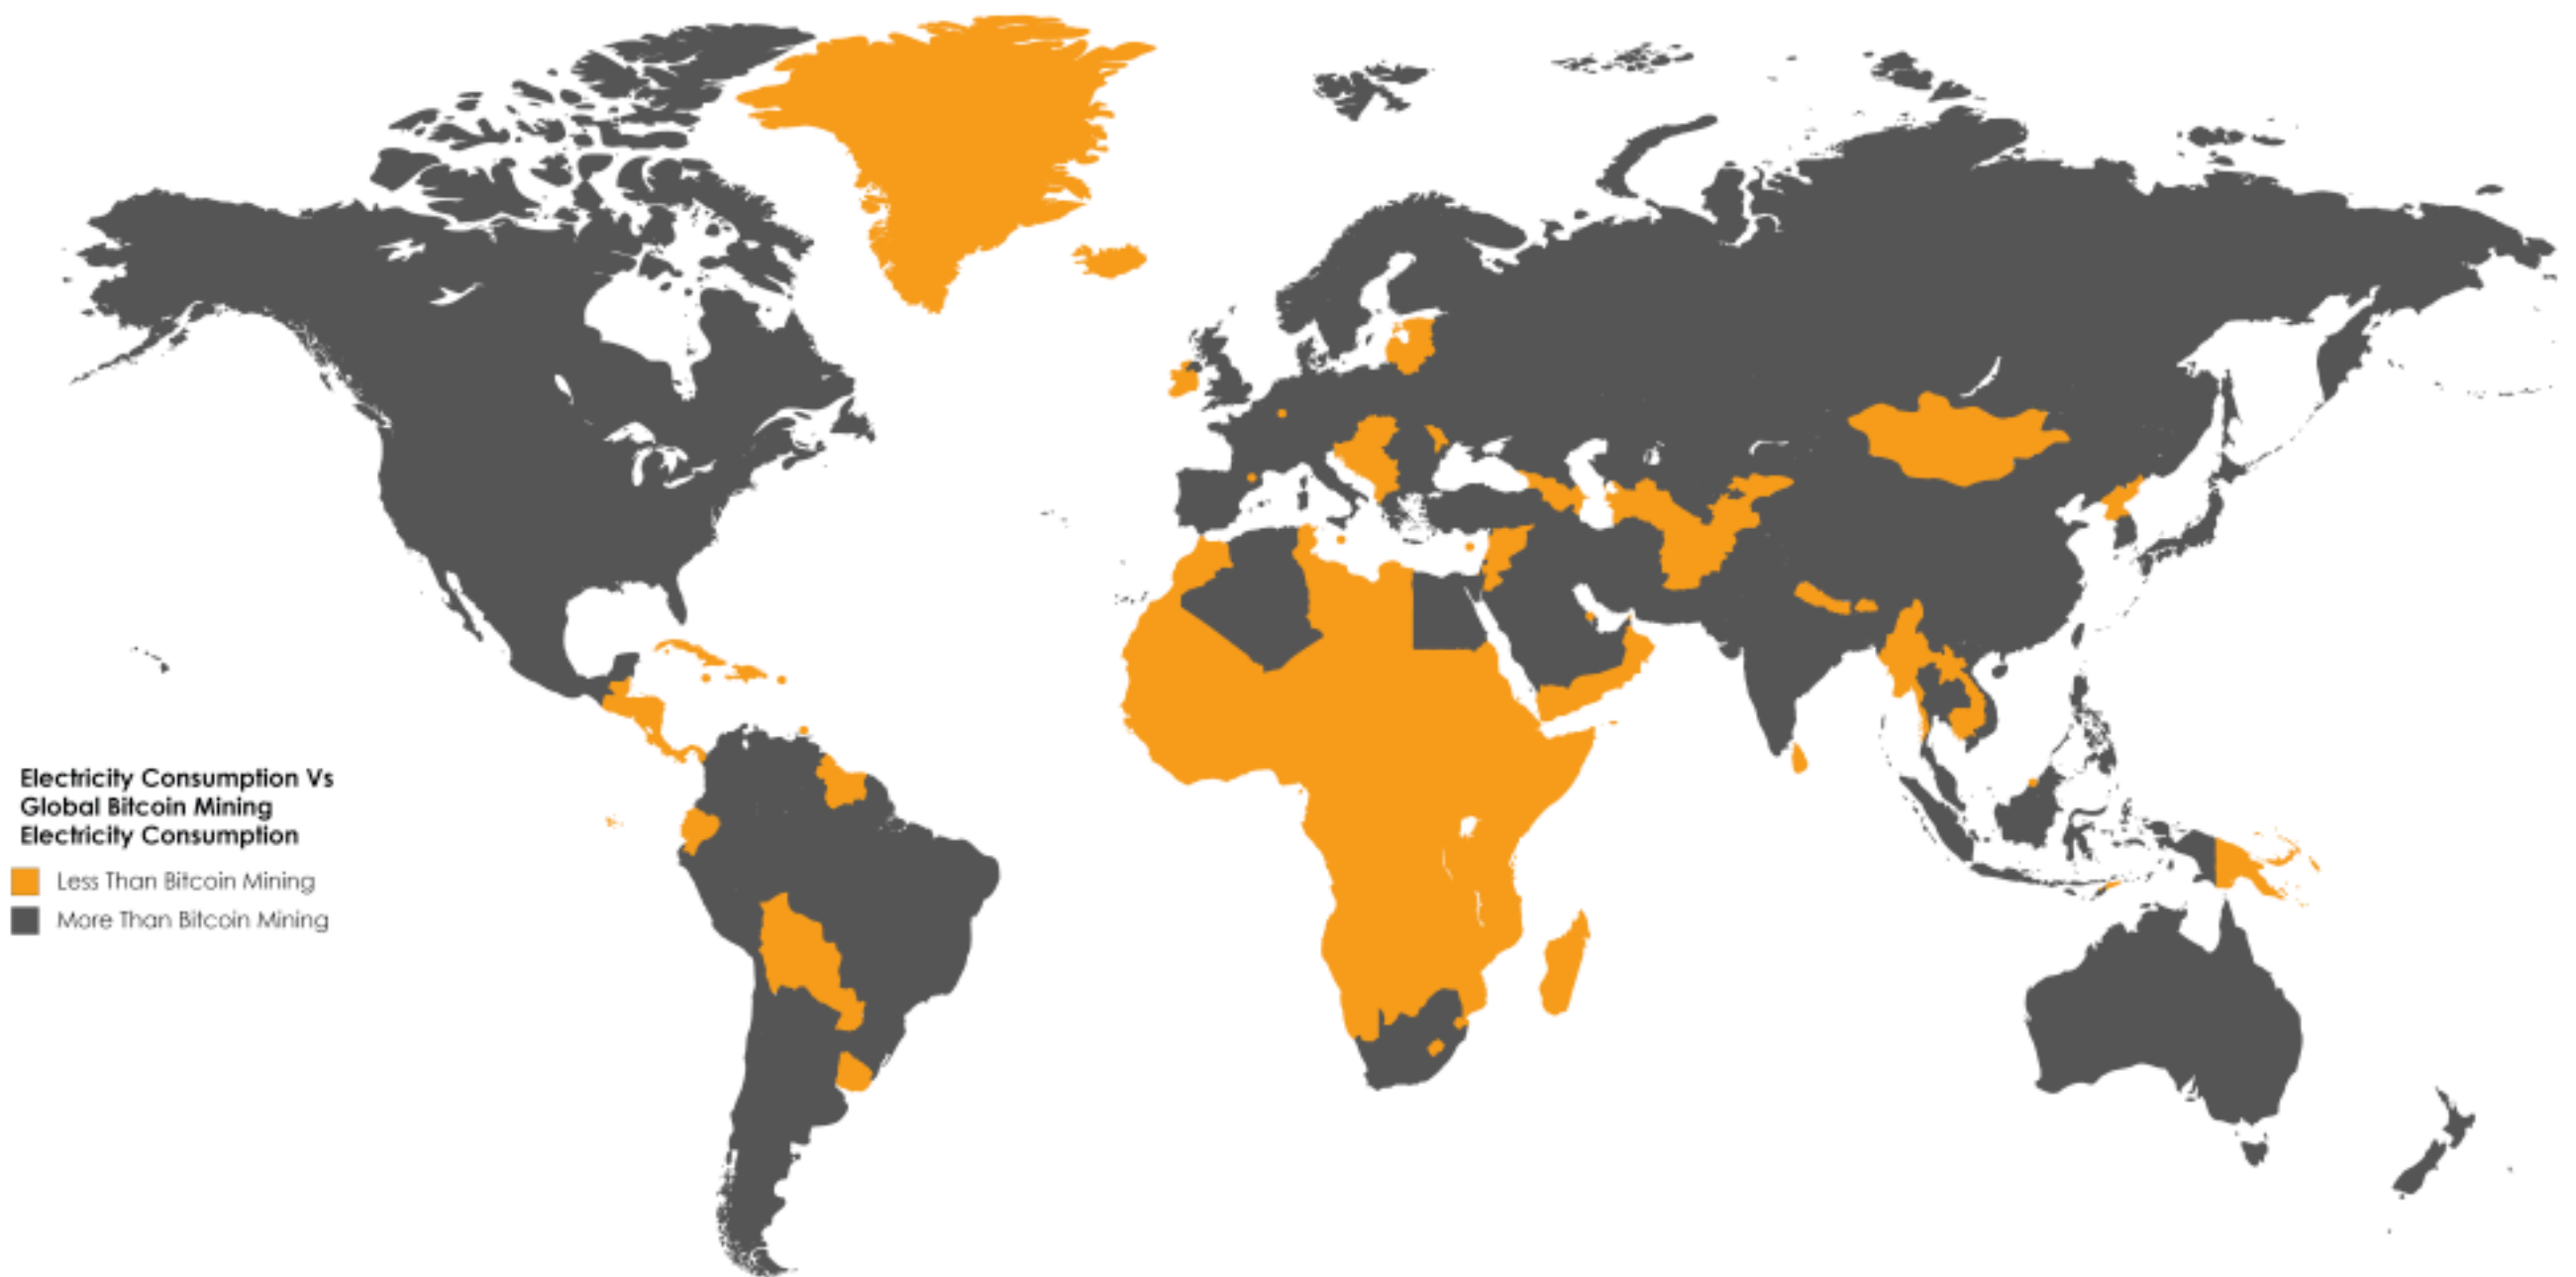 Electricity Consumption Vs
Global Bitcoin Mining
Electricity Consumption
Less Than Bitcoin Mining
More Than Bitcoin Mining